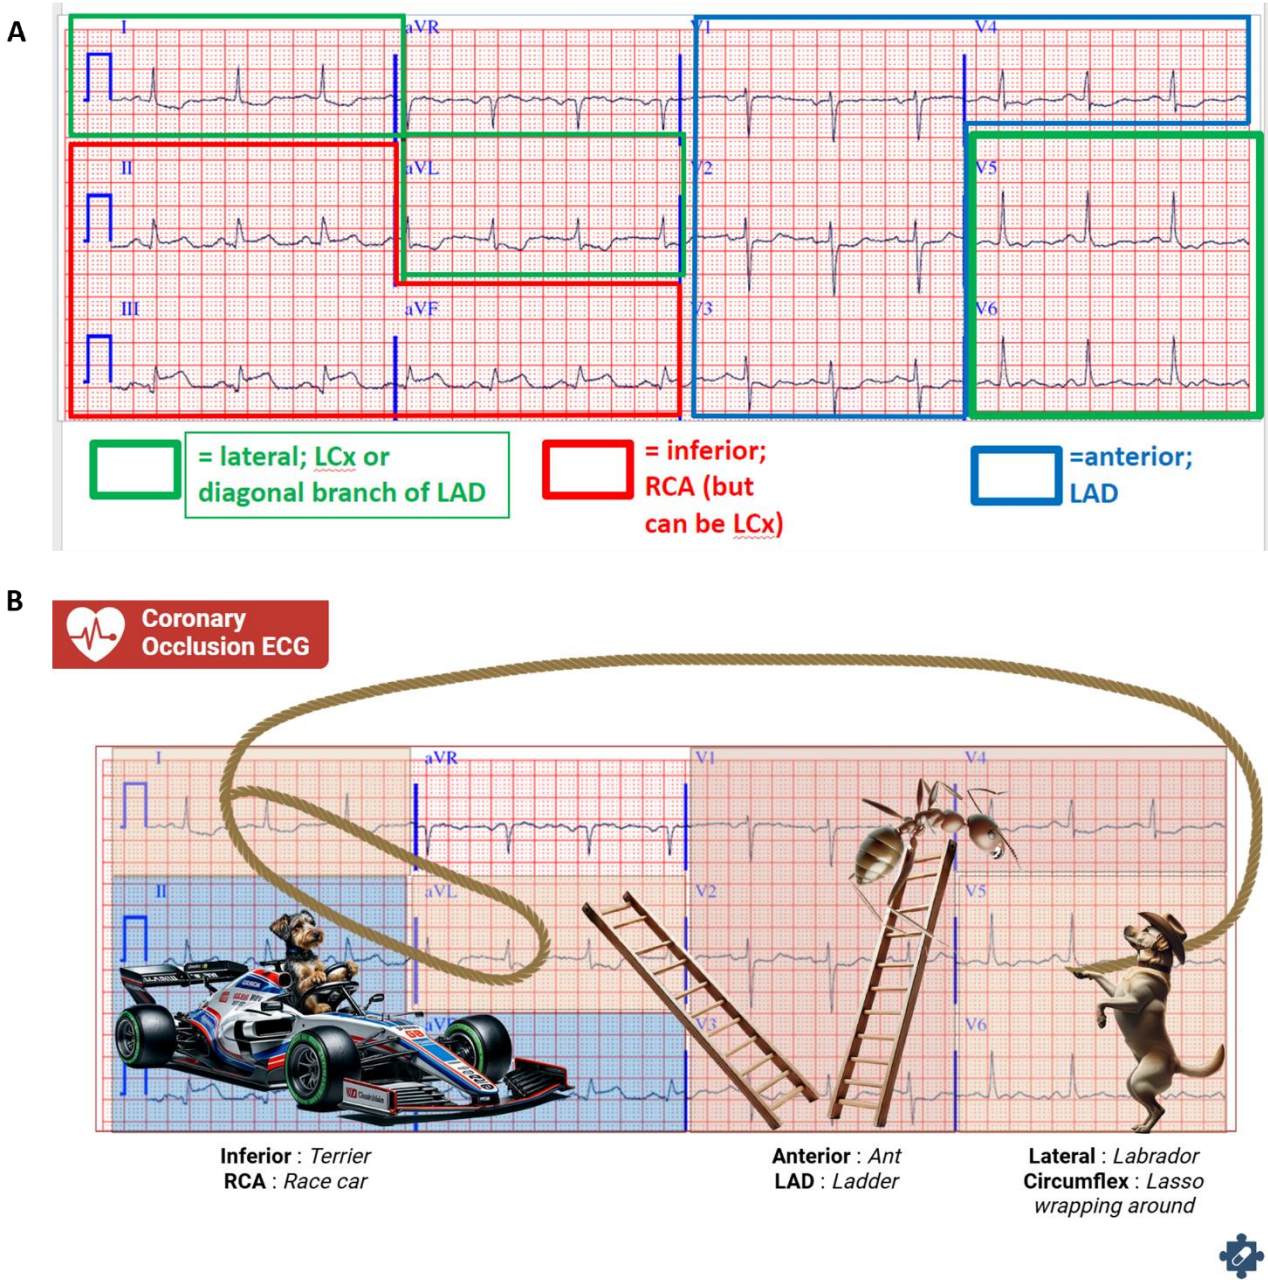 A
I
aVR
V1
V4
II
aVL
V2
V5
III
aVF
V3
V6
= lateral; LCx or
diagonal branch of LAD
= inferior;
RCA (but
can be LCx)
=anterior;
LAD
B
Coronary
Occlusion ECG
I
aVR
V1
V4
II
aVL
V2
V5
V3
V6
Inferior : Terrier
RCA : Race car
Anterior : Ant
LAD : Ladder
Lateral : Labrador
Circumflex : Lasso
wrapping around